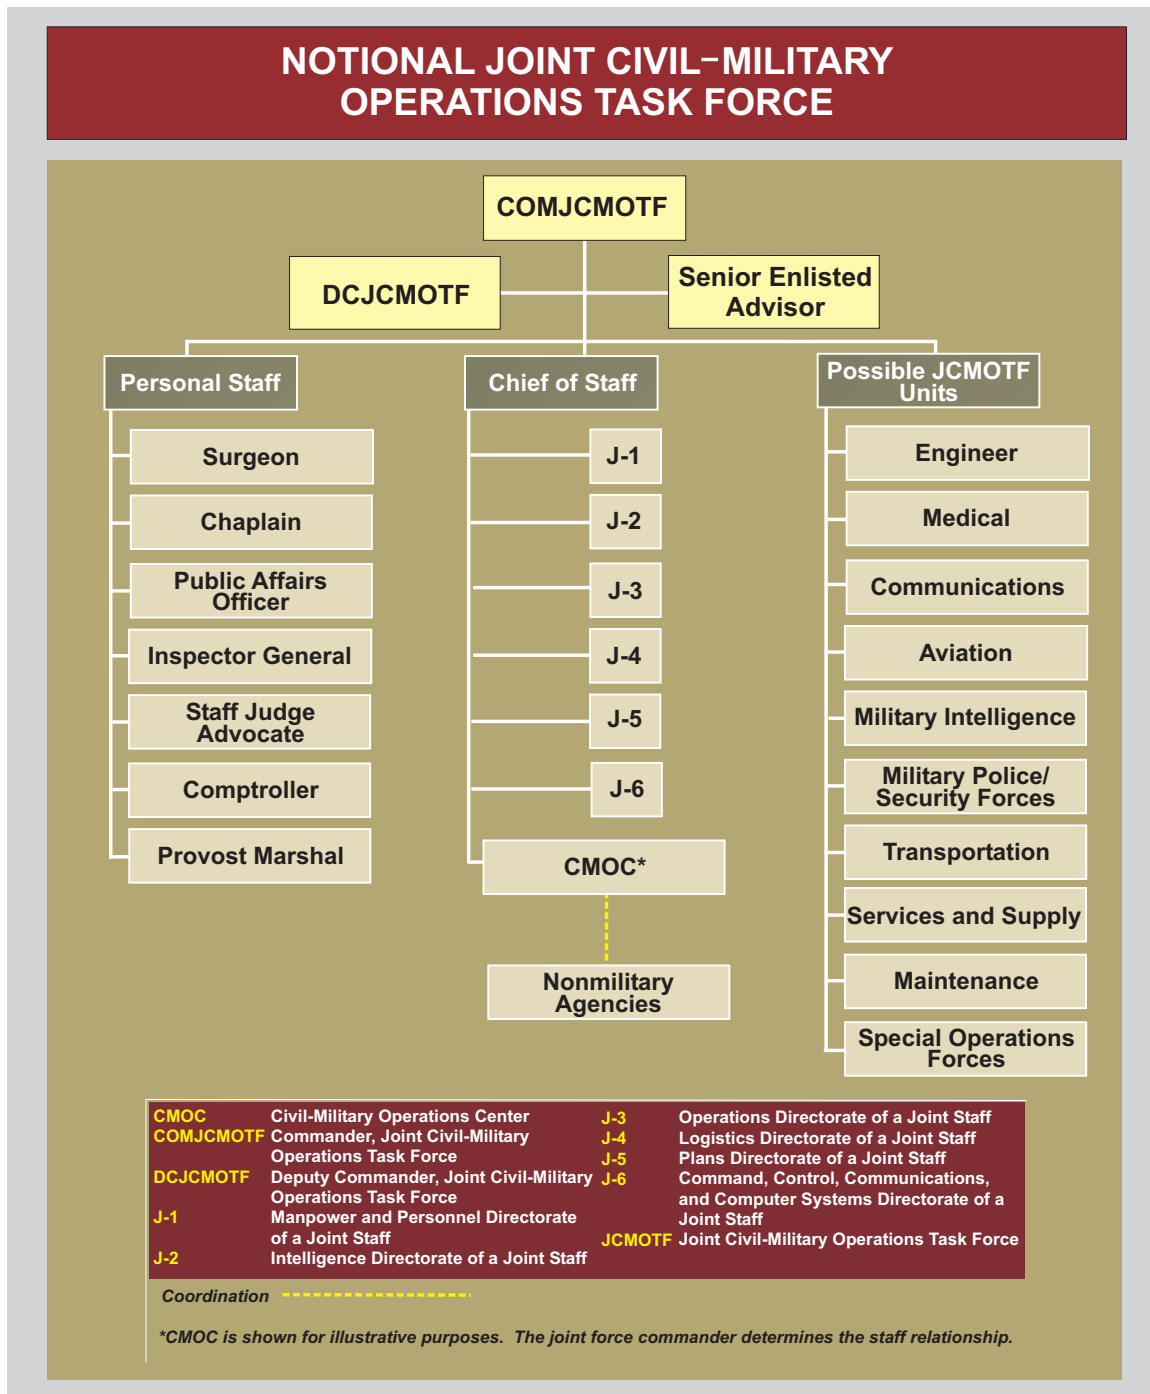 NOTIONAL JOINT CIVIL-MILITARY
OPERATIONS TASK FORCE
COMJCMOTF
DCJCMOTF
Senior Enlisted
Advisor
Personal Staff
Surgeon
Chaplain
Public Affairs
Officer
Inspector General
Staff Judge
Advocate
Comptroller
Provost Marshal
Chief of Staff
J-1
J-2
J-3
J-4
J-5
J-6
CMOC*
Nonmilitary
Agencies
Possible JCMOTF
Units
Engineer
Medical
Communications
Aviation
Military Intelligence
Military Police/
Security Forces
Transportation
Services and Supply
Maintenance
Special Operations
Forces
CMOC Civil-Military Operations Center
COMJCMOTF Commander, Joint Civil-Military
Operations Task Force
DCJCMOTF Deputy Commander, Joint Civil-Military
Operations Task Force
J-1 Manpower and Personnel Directorate
of a Joint Staff
J-2 Intelligence Directorate of a Joint Staff
J-3 Operations Directorate of a Joint Staff
J-4 Logistics Directorate of a Joint Staff
J-5 Plans Directorate of a Joint Staff
J-6 Command, Control, Communications,
and Computer Systems Directorate of a
Joint Staff
JCMOTF Joint Civil-Military Operations Task Force
Coordination
*CMOC is shown for illustrative purposes. The joint force commander determines the staff relationship.